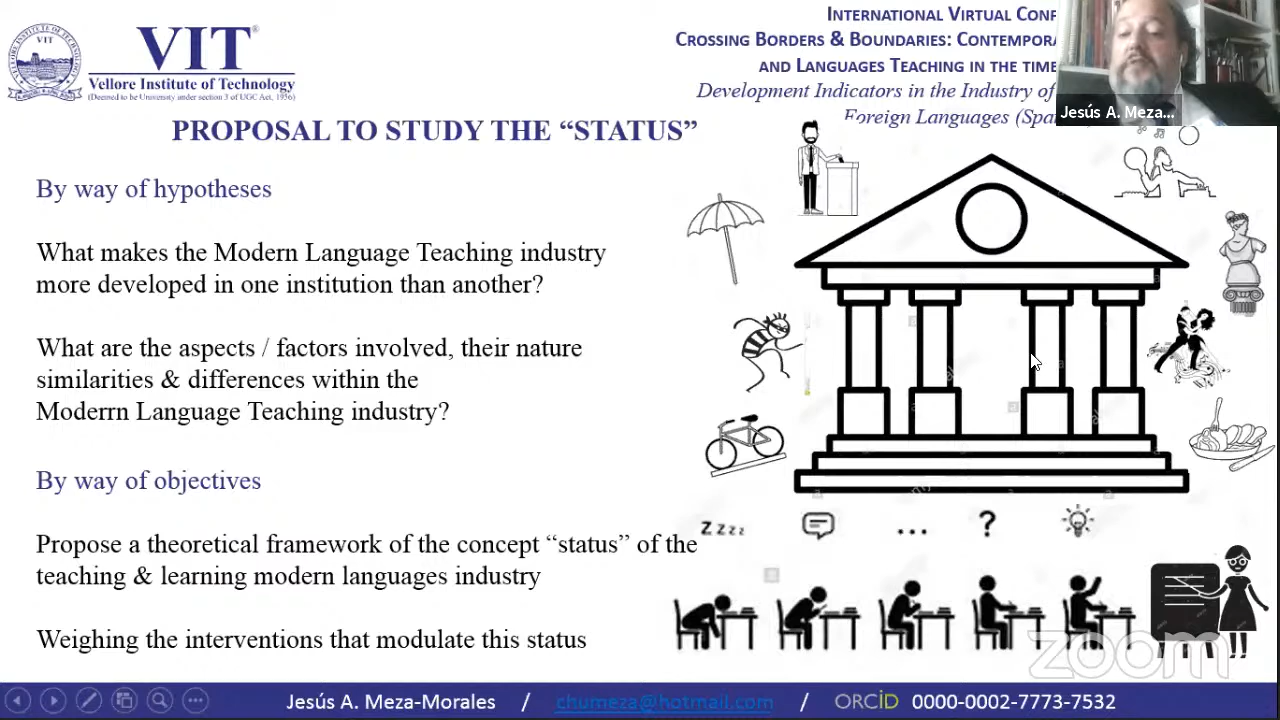 VIT
VIT®
Vellore Institute of Technology
(Deemed to be University under section 3 of UGC Act, 1956)
INTERNATIONAL VIRTUAL CONF
CROSSING BORDERS & BOUNDARIES: CONTEMPORA
AND LANGUAGES TEACHING IN THE TIME
Development Indicators in the Industry of
Foreign Languages (Spa
Jesús A. Meza...
PROPOSAL TO STUDY THE “STATUS”
By way of hypotheses
What makes the Modern Language Teaching industry
more developed in one institution than another?
What are the aspects / factors involved, their nature
similarities & differences within the
Moderrn Language Teaching industry?
By way of objectives
Propose a theoretical framework of the concept “status” of the
teaching & learning modern languages industry
Weighing the interventions that modulate this status
z z z z
... ?
zoom
Jesús A. Meza-Morales / chumeza@hotmail.com / ORCiD 0000-0002-7773-7532